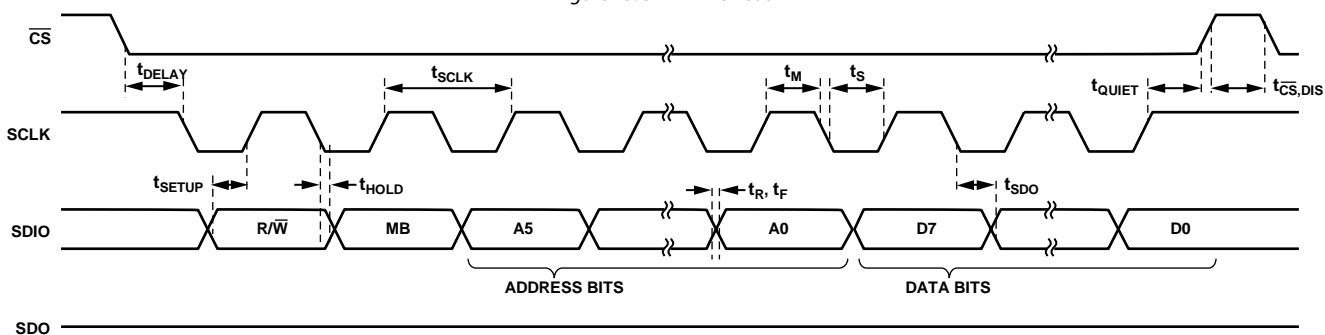 CS
tDELAY
tSCLK
tM
tS
tQUIET
tCS,DIS
SCLK
tSETUP
tHOLD
tR, tF
tSDO
SDIO
R/W
MB
A5
A0
D7
D0
ADDRESS BITS
DATA BITS
SDO